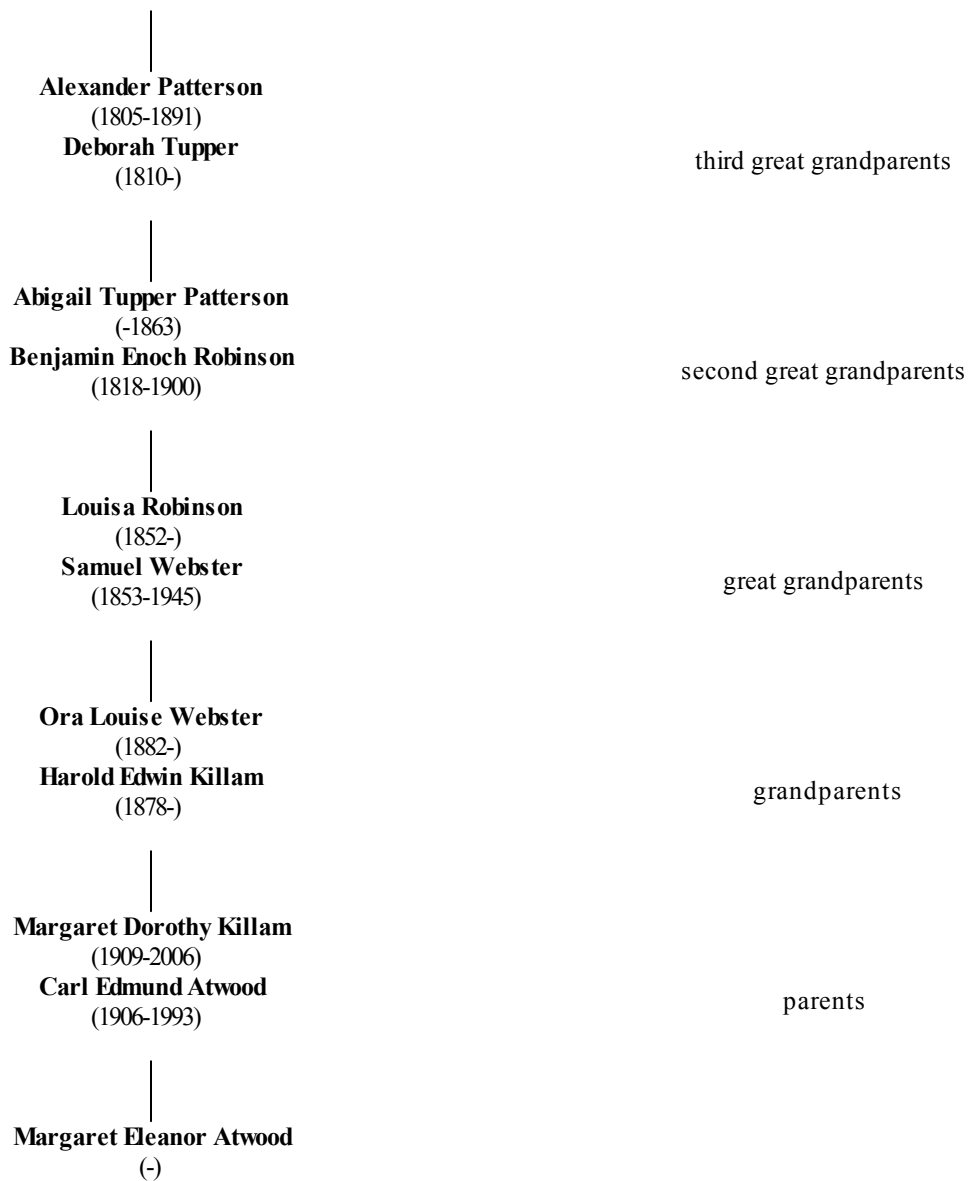 Alexander Patterson
(1805-1891)
Deborah Tupper
(1810-)
third great grandparents
Abigail Tupper Patterson
(-1863)
Benjamin Enoch Robinson
(1818-1900)
second great grandparents
Louisa Robinson
(1852-)
Samuel Webster
(1853-1945)
great grandparents
Ora Louise Webster
(1882-)
Harold Edwin Killam
(1878-)
grandparents
Margaret Dorothy Killam
(1909-2006)
Carl Edmund Atwood
(1906-1993)
parents
Margaret Eleanor Atwood
(-)